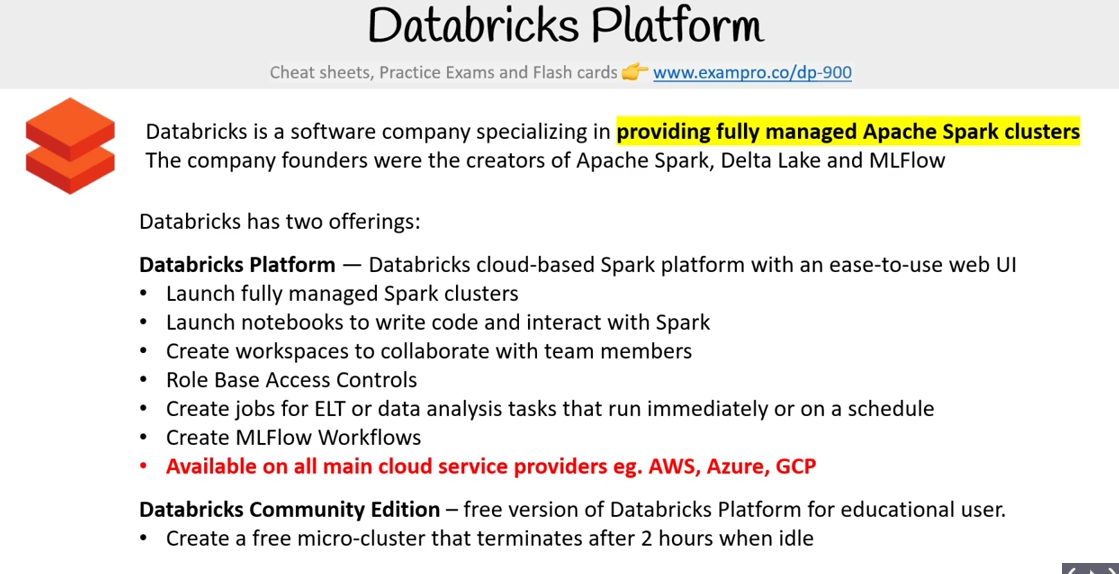 Databricks Platform
Cheat sheets, Practice Exams and Flash cards 👉 www.exampro.co/dp-900
Databricks is a software company specializing in providing fully managed Apache Spark clusters
The company founders were the creators of Apache Spark, Delta Lake and MLFlow
Databricks has two offerings:
Databricks Platform — Databricks cloud-based Spark platform with an ease-to-use web UI
• Launch fully managed Spark clusters
• Launch notebooks to write code and interact with Spark
• Create workspaces to collaborate with team members
• Role Base Access Controls
• Create jobs for ELT or data analysis tasks that run immediately or on a schedule
• Create MLFlow Workflows
• Available on all main cloud service providers eg. AWS, Azure, GCP
Databricks Community Edition – free version of Databricks Platform for educational user.
• Create a free micro-cluster that terminates after 2 hours when idle